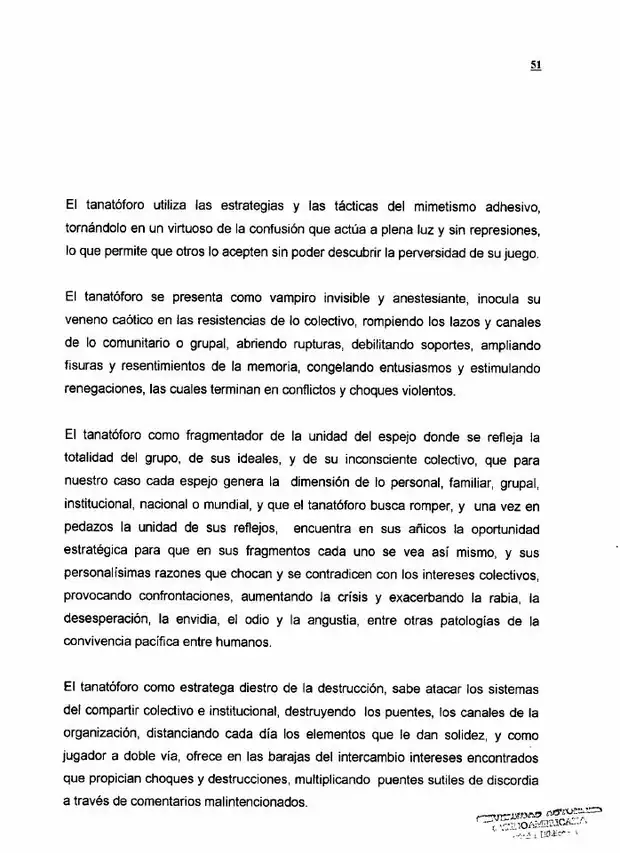 51
El tanatóforo utiliza las estrategias y las tácticas del mimetismo adhesivo,
tornándolo en un virtuoso de la confusión que actúa a plena luz y sin represiones,
lo que permite que otros lo acepten sin poder descubrir la perversidad de su juego.
El tanatóforo se presenta como vampiro invisible y anestesiante, inocula su
veneno caótico en las resistencias de lo colectivo, rompiendo los lazos y canales
de lo comunitario o grupal, abriendo rupturas, debilitando soportes, ampliando
fisuras y resentimientos de la memoria, congelando entusiasmos y estimulando
renegaciones, las cuales terminan en conflictos y choques violentos.
El tanatóforo como fragmentador de la unidad del espejo donde se refleja la
totalidad del grupo, de sus ideales, y de su inconsciente colectivo, que para
nuestro caso cada espejo genera la dimensión de lo personal, familiar, grupal,
institucional, nacional o mundial, y que el tanatóforo busca romper, y una vez en
pedazos la unidad de sus reflejos, encuentra en sus añicos la oportunidad
estratégica para que en sus fragmentos cada uno se vea así mismo, y sus
personalísimas razones que chocan y se contradicen con los intereses colectivos,
provocando confrontaciones, aumentando la crísis y exacerbando la rabia, la
desesperación, la envidia, el odio y la angustia, entre otras patologías de la
convivencia pacífica entre humanos.
El tanatóforo como estratega diestro de la destrucción, sabe atacar los sistemas
del compartir colectivo e institucional, destruyendo los puentes, los canales de la
organización, distanciando cada día los elementos que le dan solidez, y como
jugador a doble vía, ofrece en las barajas del intercambio intereses encontrados
que propician choques y destrucciones, multiplicando puentes sutiles de discordia
a través de comentarios malintencionados.